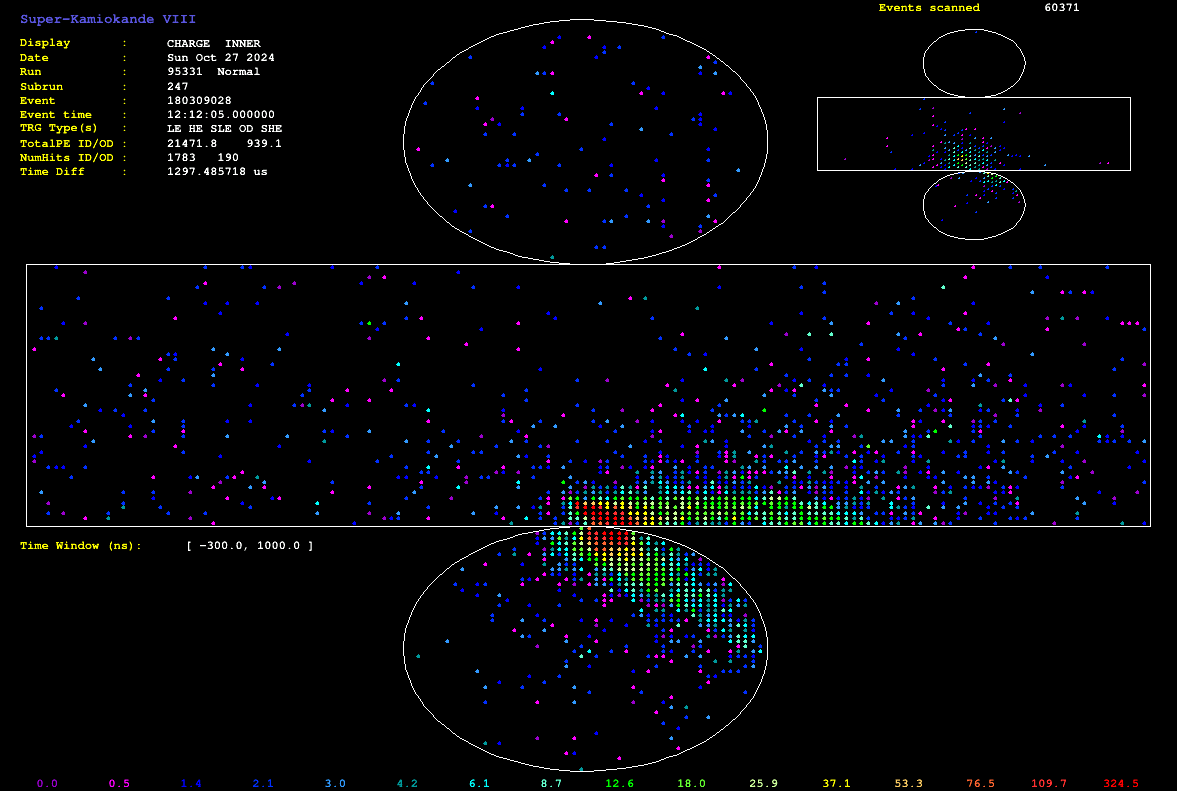 Super-Kamiokande VIII
Events scanned 60371
Display : CHARGE INNER
Date : Sun Oct 27 2024
Run : 95331 Normal
Subrun : 247
Event : 180309028
Event time : 12:12:05.000000
TRG Type(s) : LE HE SLE OD SHE
TotalPE ID/OD : 21471.8 939.1
NumHits ID/OD : 1783 190
Time Diff : 1297.485718 us
Time Window (ns): [ -300.0, 1000.0 ]
0.0 0.5 1.4 2.1 3.0 4.2 6.1 8.7 12.6 18.0 25.9 37.1 53.3 76.5 109.7 324.5